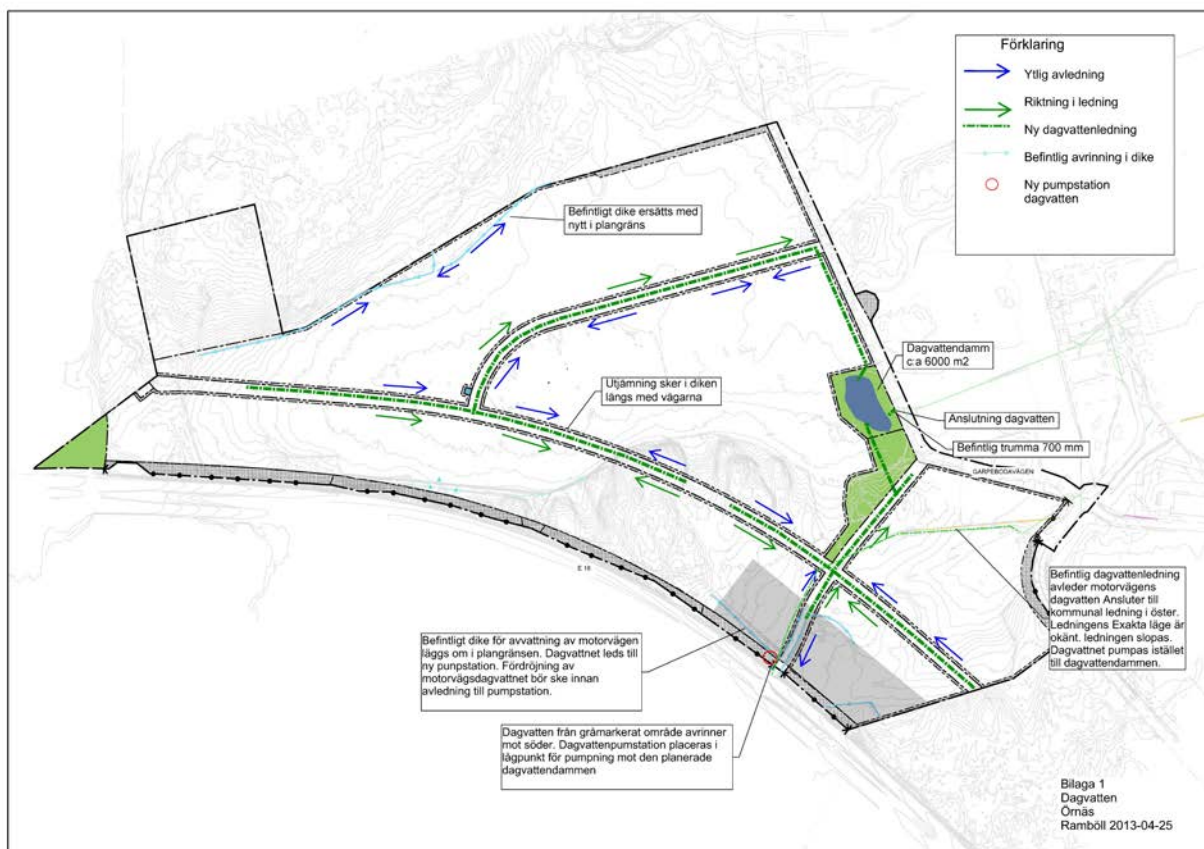 Förklaring
Ytlig avledning
Riktning i ledning
Ny dagvattenledning
Befintlig avrinning i dike
Ny pumpstation
dagvatten
Befintligt dike ersätts med
nytt i plangräns
Dagvattendamm
c:a 6000 m2
Utjämning sker i diken
längs med vägarna
Anslutning dagvatten
Befintlig trumma 700 mm
GARPEBODAVÄGEN
E 16
Befintlig dagvattenledning
avleder motorvägens
dagvatten Ansluter till
kommunal ledning i öster.
Ledningens Exakta läge är
okänt. ledningen slopas.
Dagvattnet pumpas istället
till dagvattendammen.
Befintligt dike för avvattning av motorvägen
läggs om i plangränsen. Dagvattnet leds till
ny punpstation. Fördröjning av
motorvägsdagvattnet bör ske innan
avledning till pumpstation.
Dagvatten från gråmarkerat område avrinner
mot söder. Dagvattenpumstation placeras i
lågpunkt för pumpning mot den planerade
dagvattendammen
Bilaga 1
Dagvatten
Örnäs
Ramböll 2013-04-25